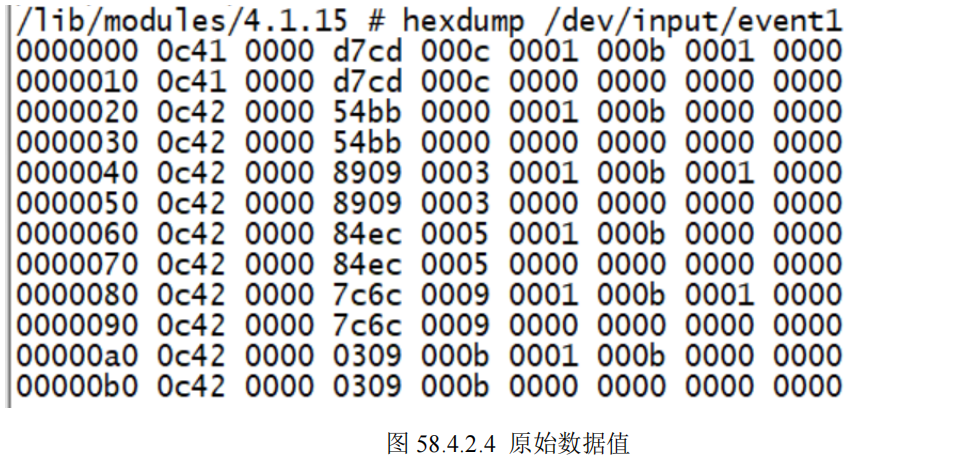 /lib/modules/4.1.15 # hexdump /dev/input/event1
0000000 0c41 0000 d7cd 000c 0001 000b 0001 0000
0000010 0c41 0000 d7cd 000c 0000 0000 0000 0000
0000020 0c42 0000 54bb 0000 0001 000b 0000 0000
0000030 0c42 0000 54bb 0000 0000 0000 0000 0000
0000040 0c42 0000 8909 0003 0001 000b 0001 0000
0000050 0c42 0000 8909 0003 0000 0000 0000 0000
0000060 0c42 0000 84ec 0005 0001 000b 0000 0000
0000070 0c42 0000 84ec 0005 0000 0000 0000 0000
0000080 0c42 0000 7c6c 0009 0001 000b 0001 0000
0000090 0c42 0000 7c6c 0009 0000 0000 0000 0000
00000a0 0c42 0000 0309 000b 0001 000b 0000 0000
00000b0 0c42 0000 0309 000b 0000 0000 0000 0000
图 58.4.2.4 原始数据值